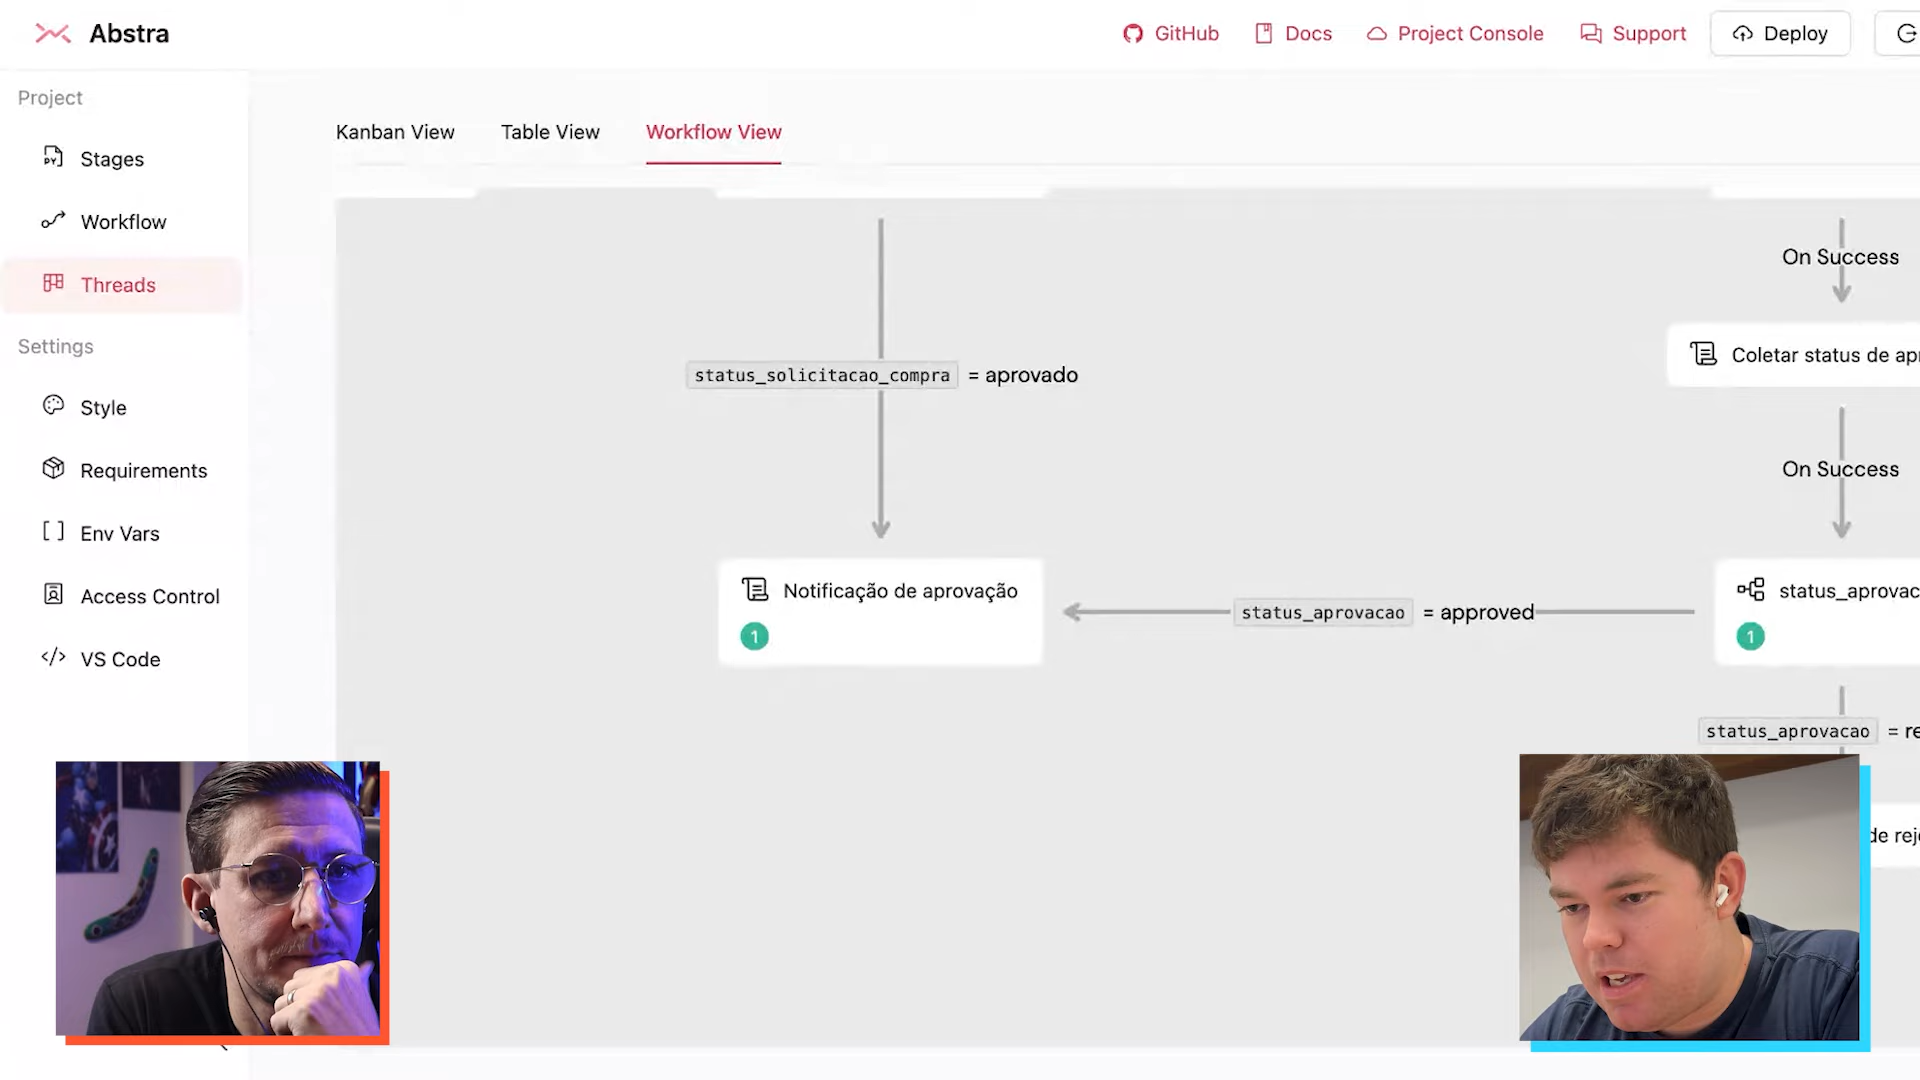 Abstra
GitHub
Docs
Project Console
Support
Deploy
Project
Stages
Workflow
Threads
Settings
Style
Requirements
Env Vars
Access Control
VS Code
Kanban View
Table View
Workflow View
On Success
Coletar status de apr
status_solicitacao_compra = aprovado
On Success
Notificação de aprovação
1
status_aprovacao = approved
status_aprovac
1
status_aprovacao = re
de rej